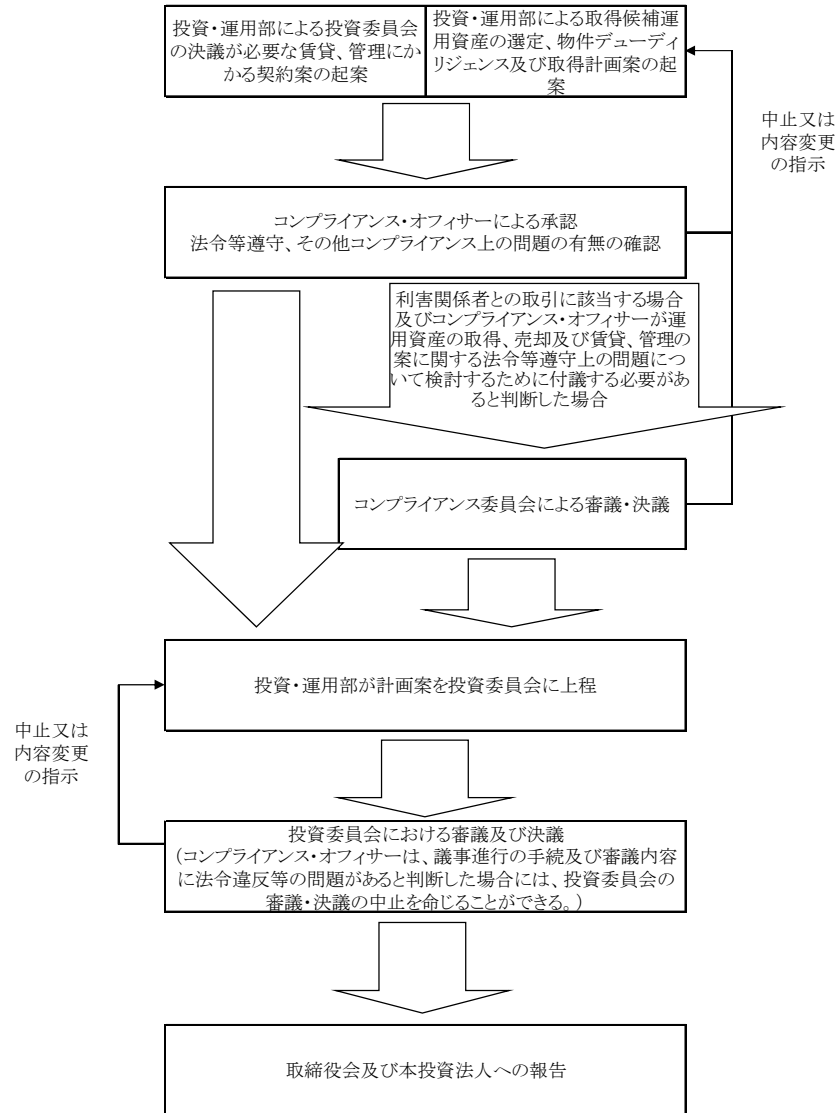 投資・運用部による投資委員会
の決議が必要な賃貸、管理にか
かる契約案の起案
投資・運用部による取得候補運
用資産の選定、物件デューディ
リジェンス及び取得計画案の起
案
中止又は
内容変更
の指示
コンプライアンス・オフィサーによる承認
法令等遵守、その他コンプライアンス上の問題の有無の確認
利害関係者との取引に該当する場合
及びコンプライアンス・オフィサーが運
用資産の取得、売却及び賃貸、管理の
案に関する法令等遵守上の問題につ
いて検討するために付議する必要があ
ると判断した場合
コンプライアンス委員会による審議・決議
投資・運用部が計画案を投資委員会に上程
中止又は
内容変更
の指示
投資委員会における審議及び決議
(コンプライアンス・オフィサーは、議事進行の手続及び審議内容
に法令違反等の問題があると判断した場合には、投資委員会の
審議・決議の中止を命じることができる。)
取締役会及び本投資法人への報告